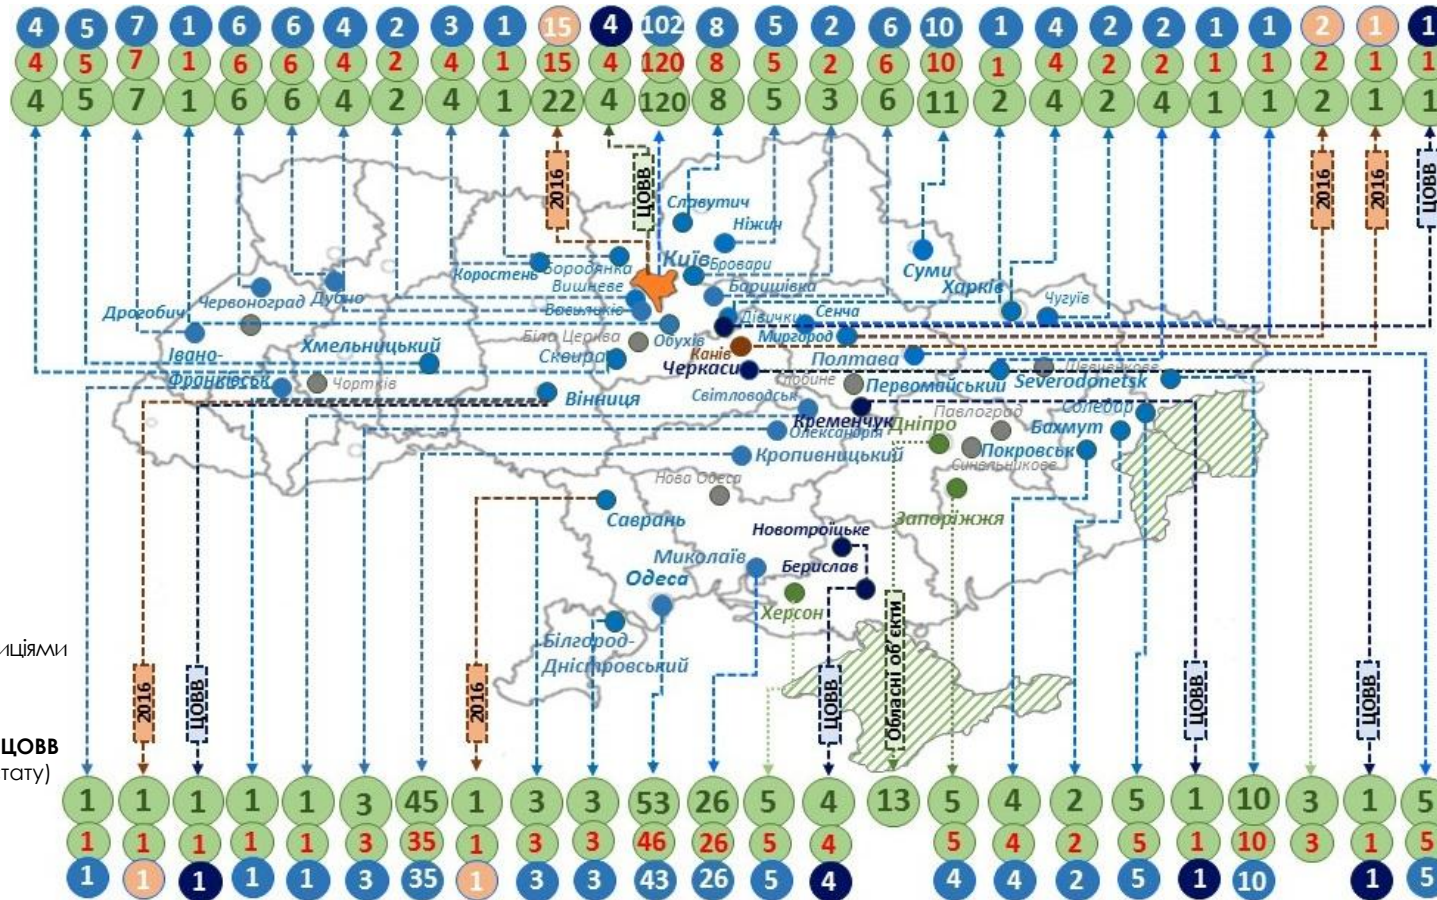 4 5 7 1 6 6 4 2 3 1 15 4 102 8 5 2 6 10 1 4 2 2 1 1 2 1 1
4 5 7 1 6 6 4 2 4 1 15 4 120 8 5 2 6 10 1 4 2 2 1 1 2 1 1
4 5 7 1 6 6 4 2 4 1 22 4 120 8 5 3 6 11 2 4 2 4 1 1 2 1 1
2016
ЦОВВ
2016
2016
ЦОВВ
Славутич
Ніжин
Київ
Бровари
Суми
Коростень
Бородянка
Вишневе
Баришівка
Харків
Чугуїв
Червоноград
Дубно
Дрогобич
Дівички
Сенча
Біла Церква
Обухів
Миргород
Хмельницький
Сквира
Канів
Полтава
Івано-
Франківськ
Чортків
Черкаси
Первомайський
Severodonetsk
Вінниця
Світловодськ
Кременчук
Павлоград
Соледар
Олександрія
Дніпро
Бахмут
Кропивницький
Покровськ
Синельникове
Нова Одеса
Саврань
Запоріжжя
Новотроїцьке
Миколаїв
Берислав
Одеса
Херсон
Білгород-
Дністровський
иціями
ЦОВВ
тату)
2016
ЦОВВ
2016
ЦОВВ
Обласні об'єкти
ЦОВВ
ЦОВВ
1 1 1 1 1 3 45 1 3 3 53 26 5 4 13 5 4 2 5 1 10 3 1 5
1 1 1 1 1 3 35 1 3 3 46 26 5 4 5 4 2 5 1 10 3 1 5
1 1 1 1 1 3 35 1 3 3 43 26 5 4 4 4 2 5 1 10 1 5